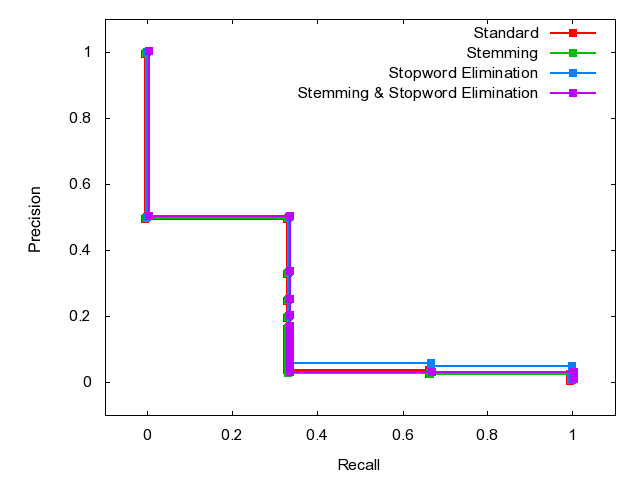 Standard
Stemming
Stopword Elimination
Stemming & Stopword Elimination
1
0.8
0.6
0.4
0.2
0
Precision
0 0.2 0.4 0.6 0.8 1
Recall